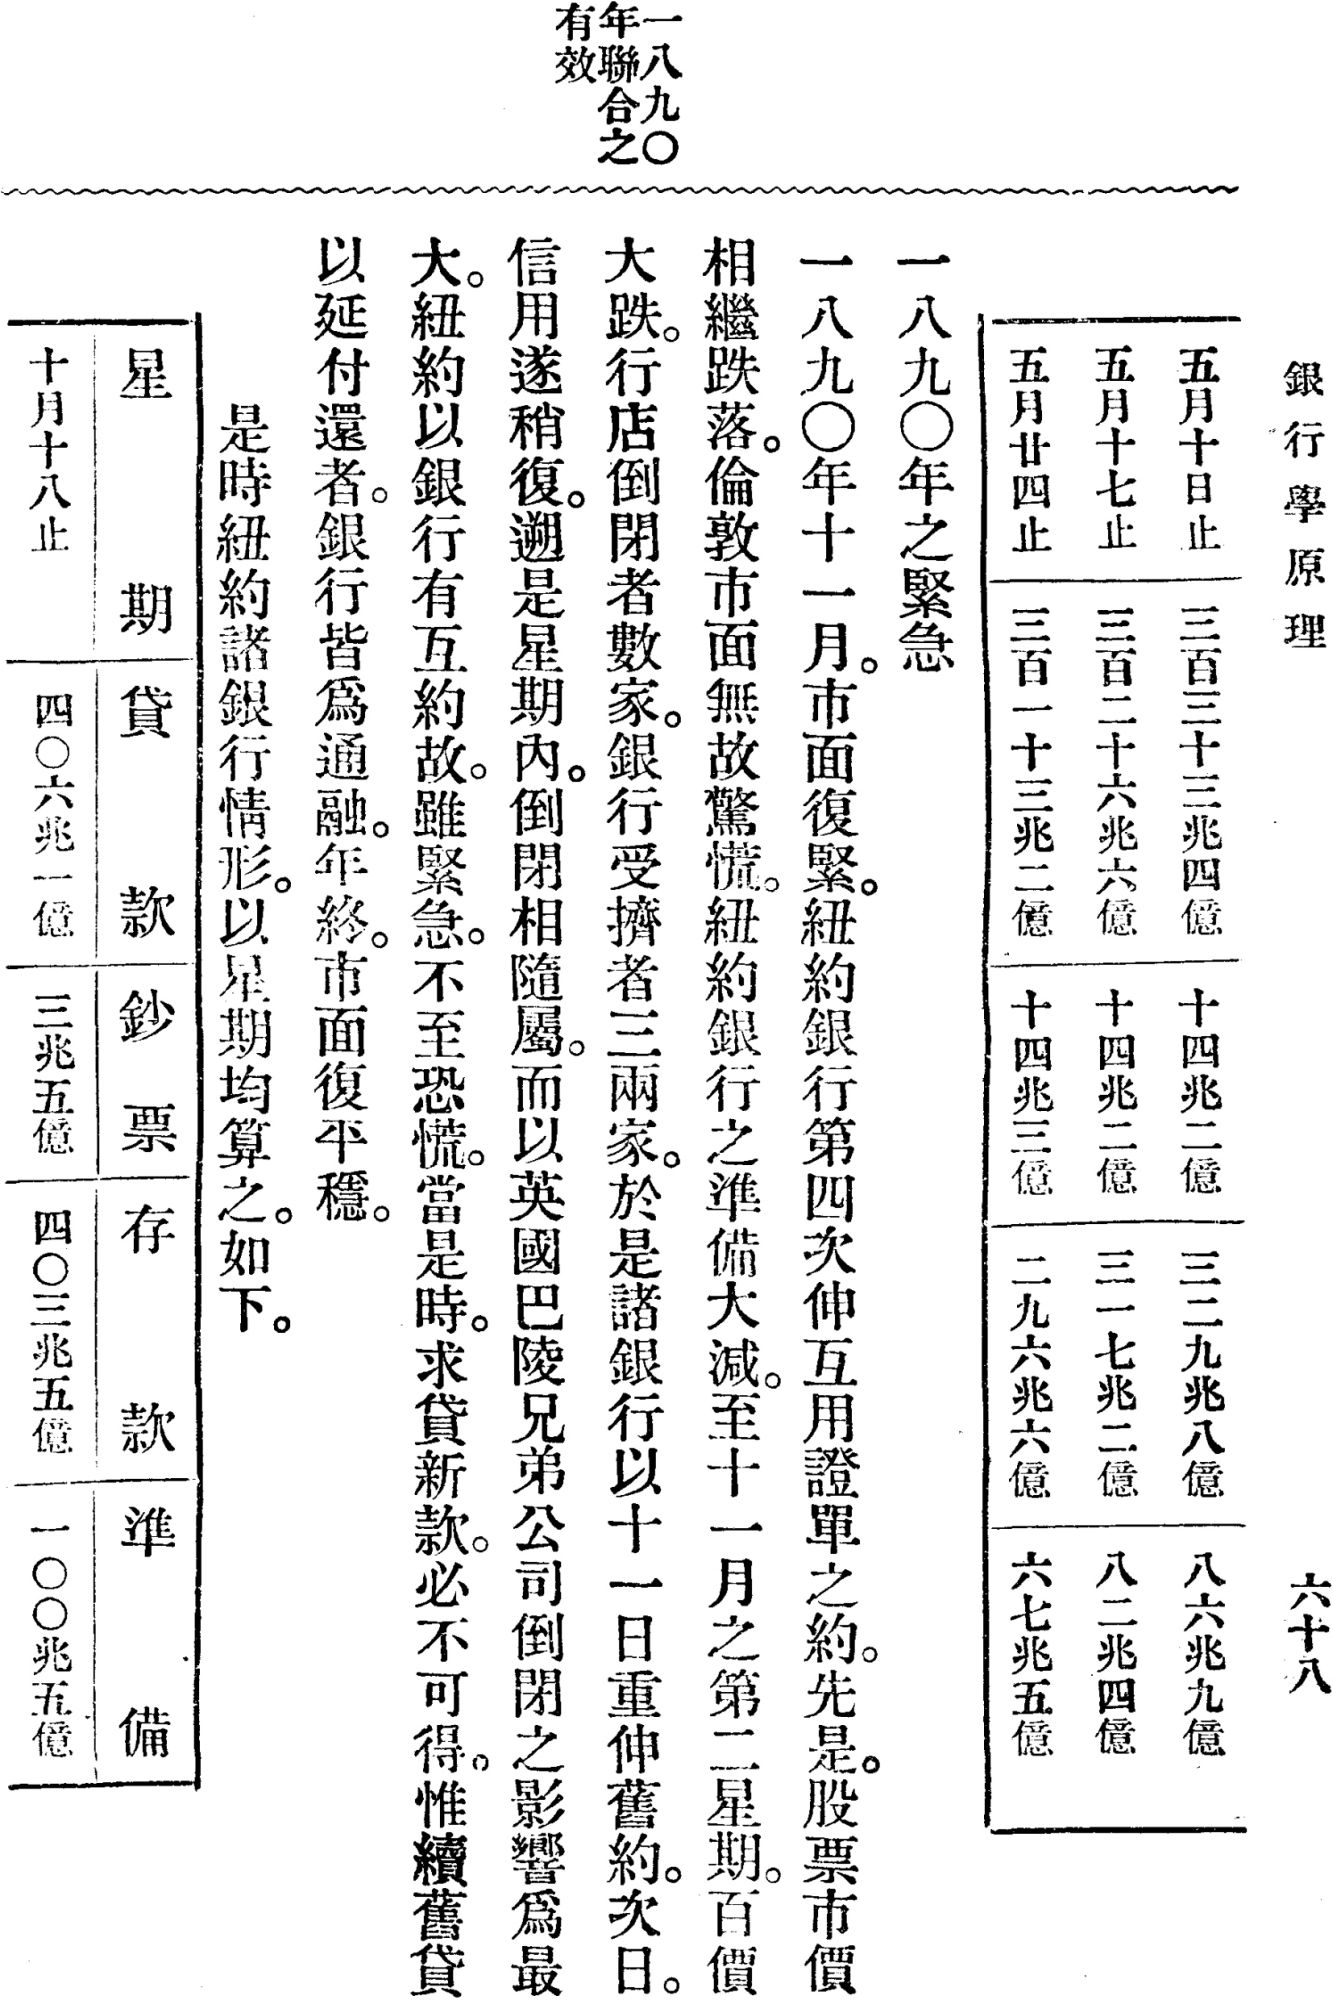 銀行學原理
六十八
五月十日止 三百三十三兆四億 十四兆二億 三二九兆八億 八六兆九億
五月十七止 三百二十六兆六億 十四兆二億 三一七兆二億 八二兆四億
五月廿四止 三百一十三兆二億 十四兆三億 二九六兆六億 六七兆五億
一八九〇
年聯合之
有效
一八九〇年之緊急
一八九〇年十一月。市面復緊。紐約銀行第四次伸互用證單之約。先是。股票市價
相繼跌落。倫敦市面無故驚慌。紐約銀行之準備大減。至十一月之第二星期。百價
大跌。行店倒閉者數家。銀行受擠者三兩家。於是諸銀行以十一日重伸舊約。次日。
信用遂稍復。遡是星期內。倒閉相隨屬。而以英國巴陵兄弟公司倒閉之影響爲最
大。紐約以銀行有互約故。雖緊急。不至恐慌。當是時。求貸新款。必不可得。惟續舊貸
以延付還者。銀行皆爲通融。年終。市面復平穩。
是時紐約諸銀行情形。以星期均算之。如下。
星期 貸款 鈔票 存款 準備
十月十八止 四〇六兆一億 三兆五億 四〇三兆五億 一〇〇兆五億